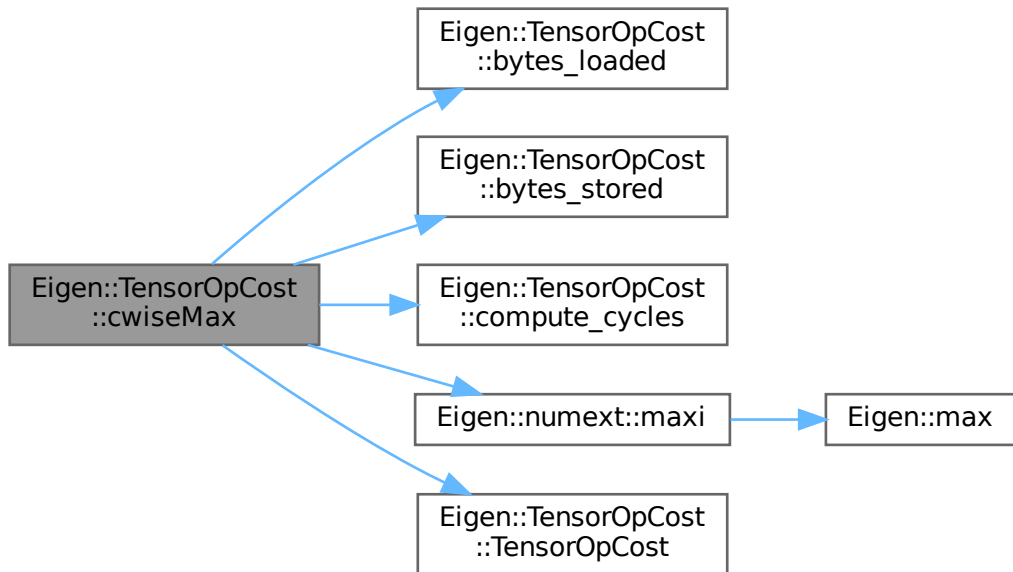 Eigen::TensorOpCost
::bytes_loaded
Eigen::TensorOpCost
::bytes_stored
Eigen::TensorOpCost
::cwiseMax
Eigen::TensorOpCost
::compute_cycles
Eigen::numext::maxi
Eigen::max
Eigen::TensorOpCost
::TensorOpCost